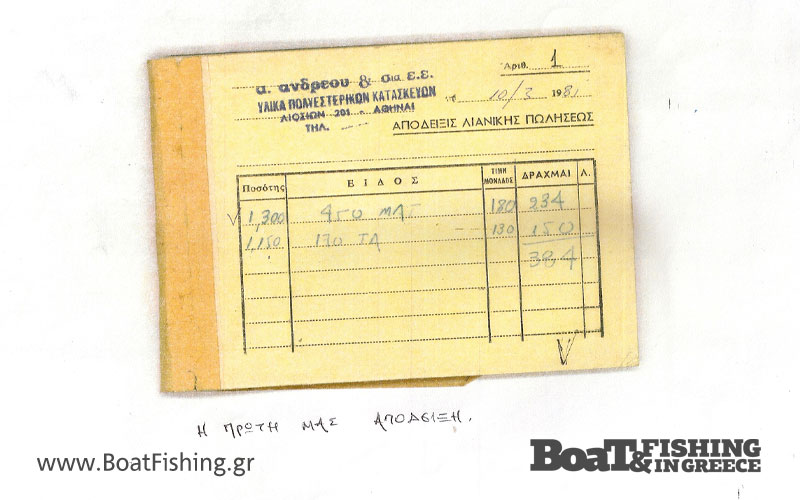 Αριθ. 1
α. ανδρεου & σια ε.ε.
ΥΛΙΚΑ ΠΟΛΥΕΣΤΕΡΙΚΩΝ ΚΑΤΑΣΚΕΥΩΝ
ΛΙΟΣΙΩΝ 201 - ΑΘΗΝΑΙ
ΤΗΛ.
10/3 1981
ΑΠΟΔΕΙΞΙΣ ΛΙΑΝΙΚΗΣ ΠΩΛΗΣΕΩΣ
Ποσότης ΕΙΔΟΣ ΤΙΜΗ ΜΟΝΑΔΟΣ ΔΡΑΧΜΑΙ Λ.
1,300 450 ΜΑΤ 180 234
1,150 170 ΤΑ -- 130 150
384
Η ΠΡΩΤΗ ΜΑΣ ΑΠΟΔΕΙΞΗ.
www.BoatFishing.gr
BOAT & FISHING IN GREECE